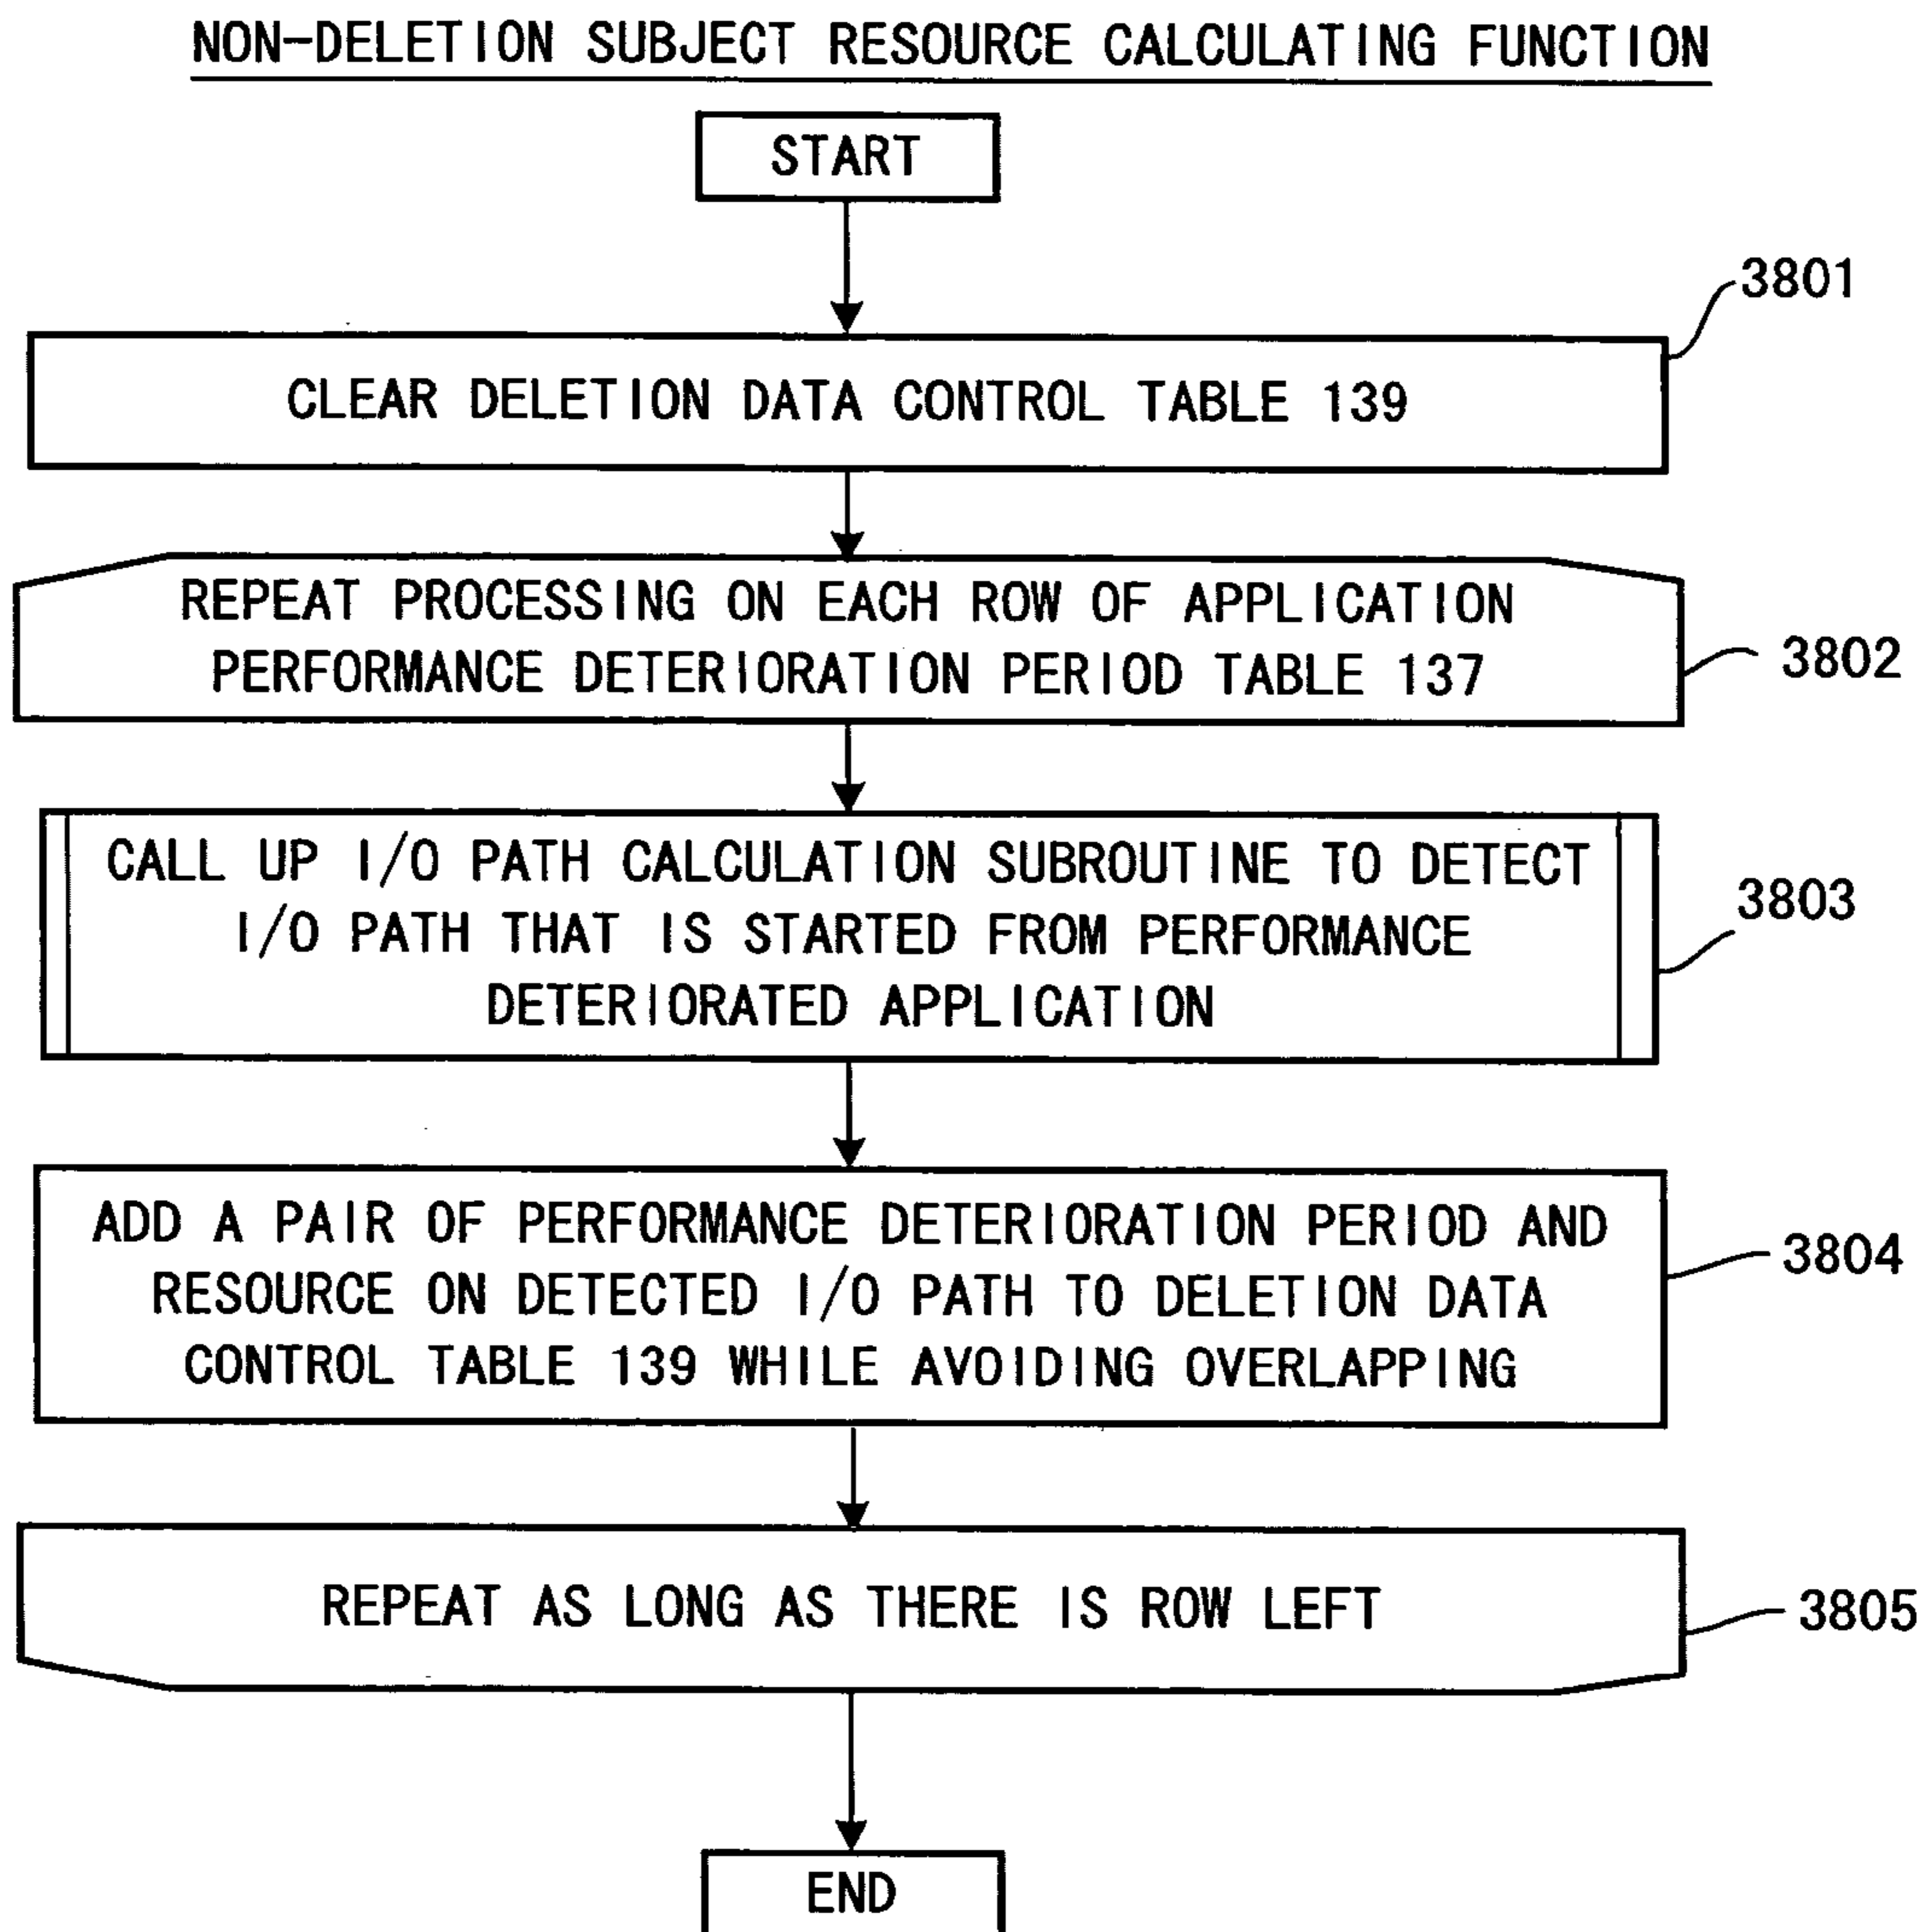 NON-DELETION SUBJECT RESOURCE CALCULATING FUNCTION
START
3801
CLEAR DELETION DATA CONTROL TABLE 139
REPEAT PROCESSING ON EACH ROW OF APPLICATION
PERFORMANCE DETERIORATION PERIOD TABLE 137
3802
CALL UP I/O PATH CALCULATION SUBROUTINE TO DETECT
I/O PATH THAT IS STARTED FROM PERFORMANCE
DETERIORATED APPLICATION
3803
ADD A PAIR OF PERFORMANCE DETERIORATION PERIOD AND
RESOURCE ON DETECTED I/O PATH TO DELETION DATA
CONTROL TABLE 139 WHILE AVOIDING OVERLAPPING
3804
REPEAT AS LONG AS THERE IS ROW LEFT
3805
END